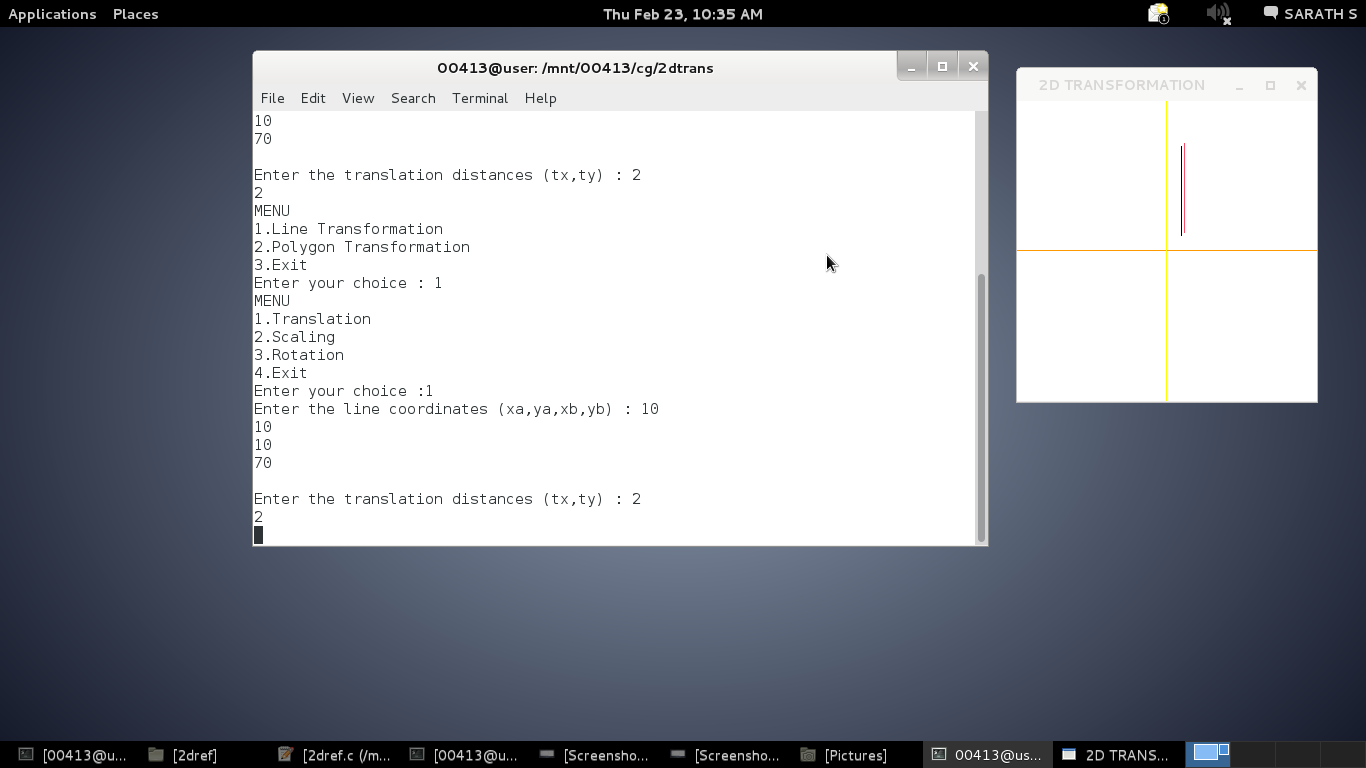 Applications Places Thu Feb 23, 10:35 AM 1 SARATH S
00413@user: /mnt/00413/cg/2dtrans
File Edit View Search Terminal Help
10
70
Enter the translation distances (tx,ty) : 2
2
MENU
1.Line Transformation
2.Polygon Transformation
3.Exit
Enter your choice : 1
MENU
1.Translation
2.Scaling
3.Rotation
4.Exit
Enter your choice :1
Enter the line coordinates (xa,ya,xb,yb) : 10
10
10
70
Enter the translation distances (tx,ty) : 2
2
2D TRANSFORMATION
[00413@u... [2dref] [2dref.c (/m... [00413@u... [Screensho... [Screensho... [Pictures] 00413@us... 2D TRANS...